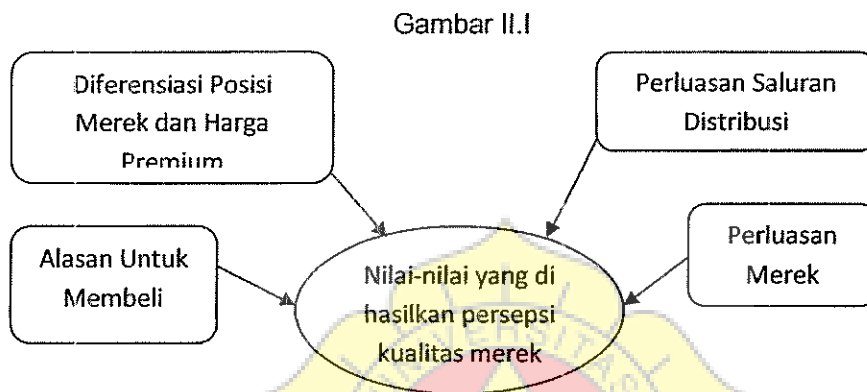 Gambar II.I
Diferensiasi Posisi
Merek dan Harga
Premium
Perluasan Saluran
Distribusi
Alasan Untuk
Membeli
Perluasan
Merek
Nilai-nilai yang di
hasilkan persepsi
kualitas merek
UNIVERSITAS